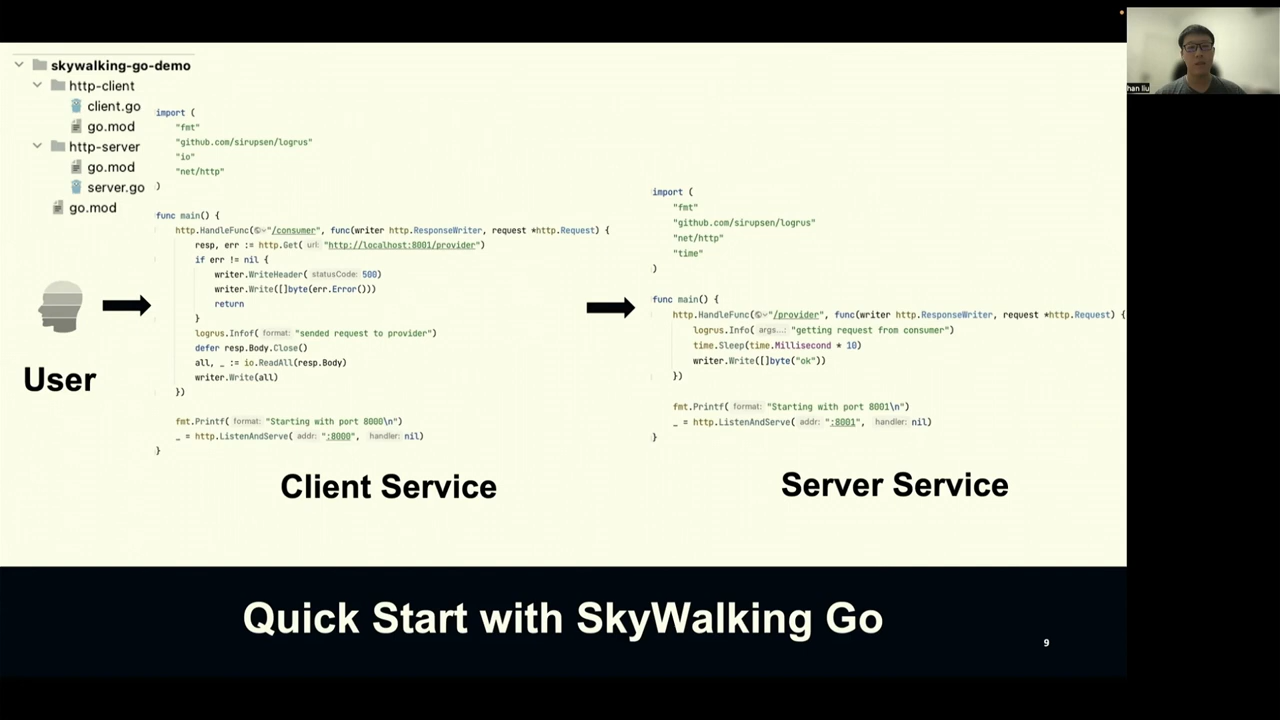 skywalking-go-demo
http-client
client.go
go.mod
http-server
go.mod
server.go
go.mod
User
import (
"fmt"
"github.com/sirupsen/logrus"
"io"
"net/http"
)
func main() {
http.HandleFunc("/consumer", func(writer http.ResponseWriter, request *http.Request) {
resp, err := http.Get( url: "http://localhost:8001/provider")
if err != nil {
writer.WriteHeader( statusCode: 500)
writer.Write([]byte(err.Error()))
return
}
logrus.Infof( format: "sended request to provider")
defer resp.Body.Close()
all, _ := io.ReadAll(resp.Body)
writer.Write(all)
})
fmt.Printf( format: "Starting with port 8000\n")
_ = http.ListenAndServe( addr: ":8000", handler: nil)
}
Client Service
import (
"fmt"
"github.com/sirupsen/logrus"
"net/http"
"time"
)
func main() {
http.HandleFunc("/provider", func(writer http.ResponseWriter, request *http.Request) {
logrus.Info( args...: "getting request from consumer")
time.Sleep(time.Millisecond * 10)
writer.Write([]byte("ok"))
})
fmt.Printf( format: "Starting with port 8001\n")
_ = http.ListenAndServe( addr: ":8001", handler: nil)
}
Server Service
Quick Start with SkyWalking Go
9
han liu